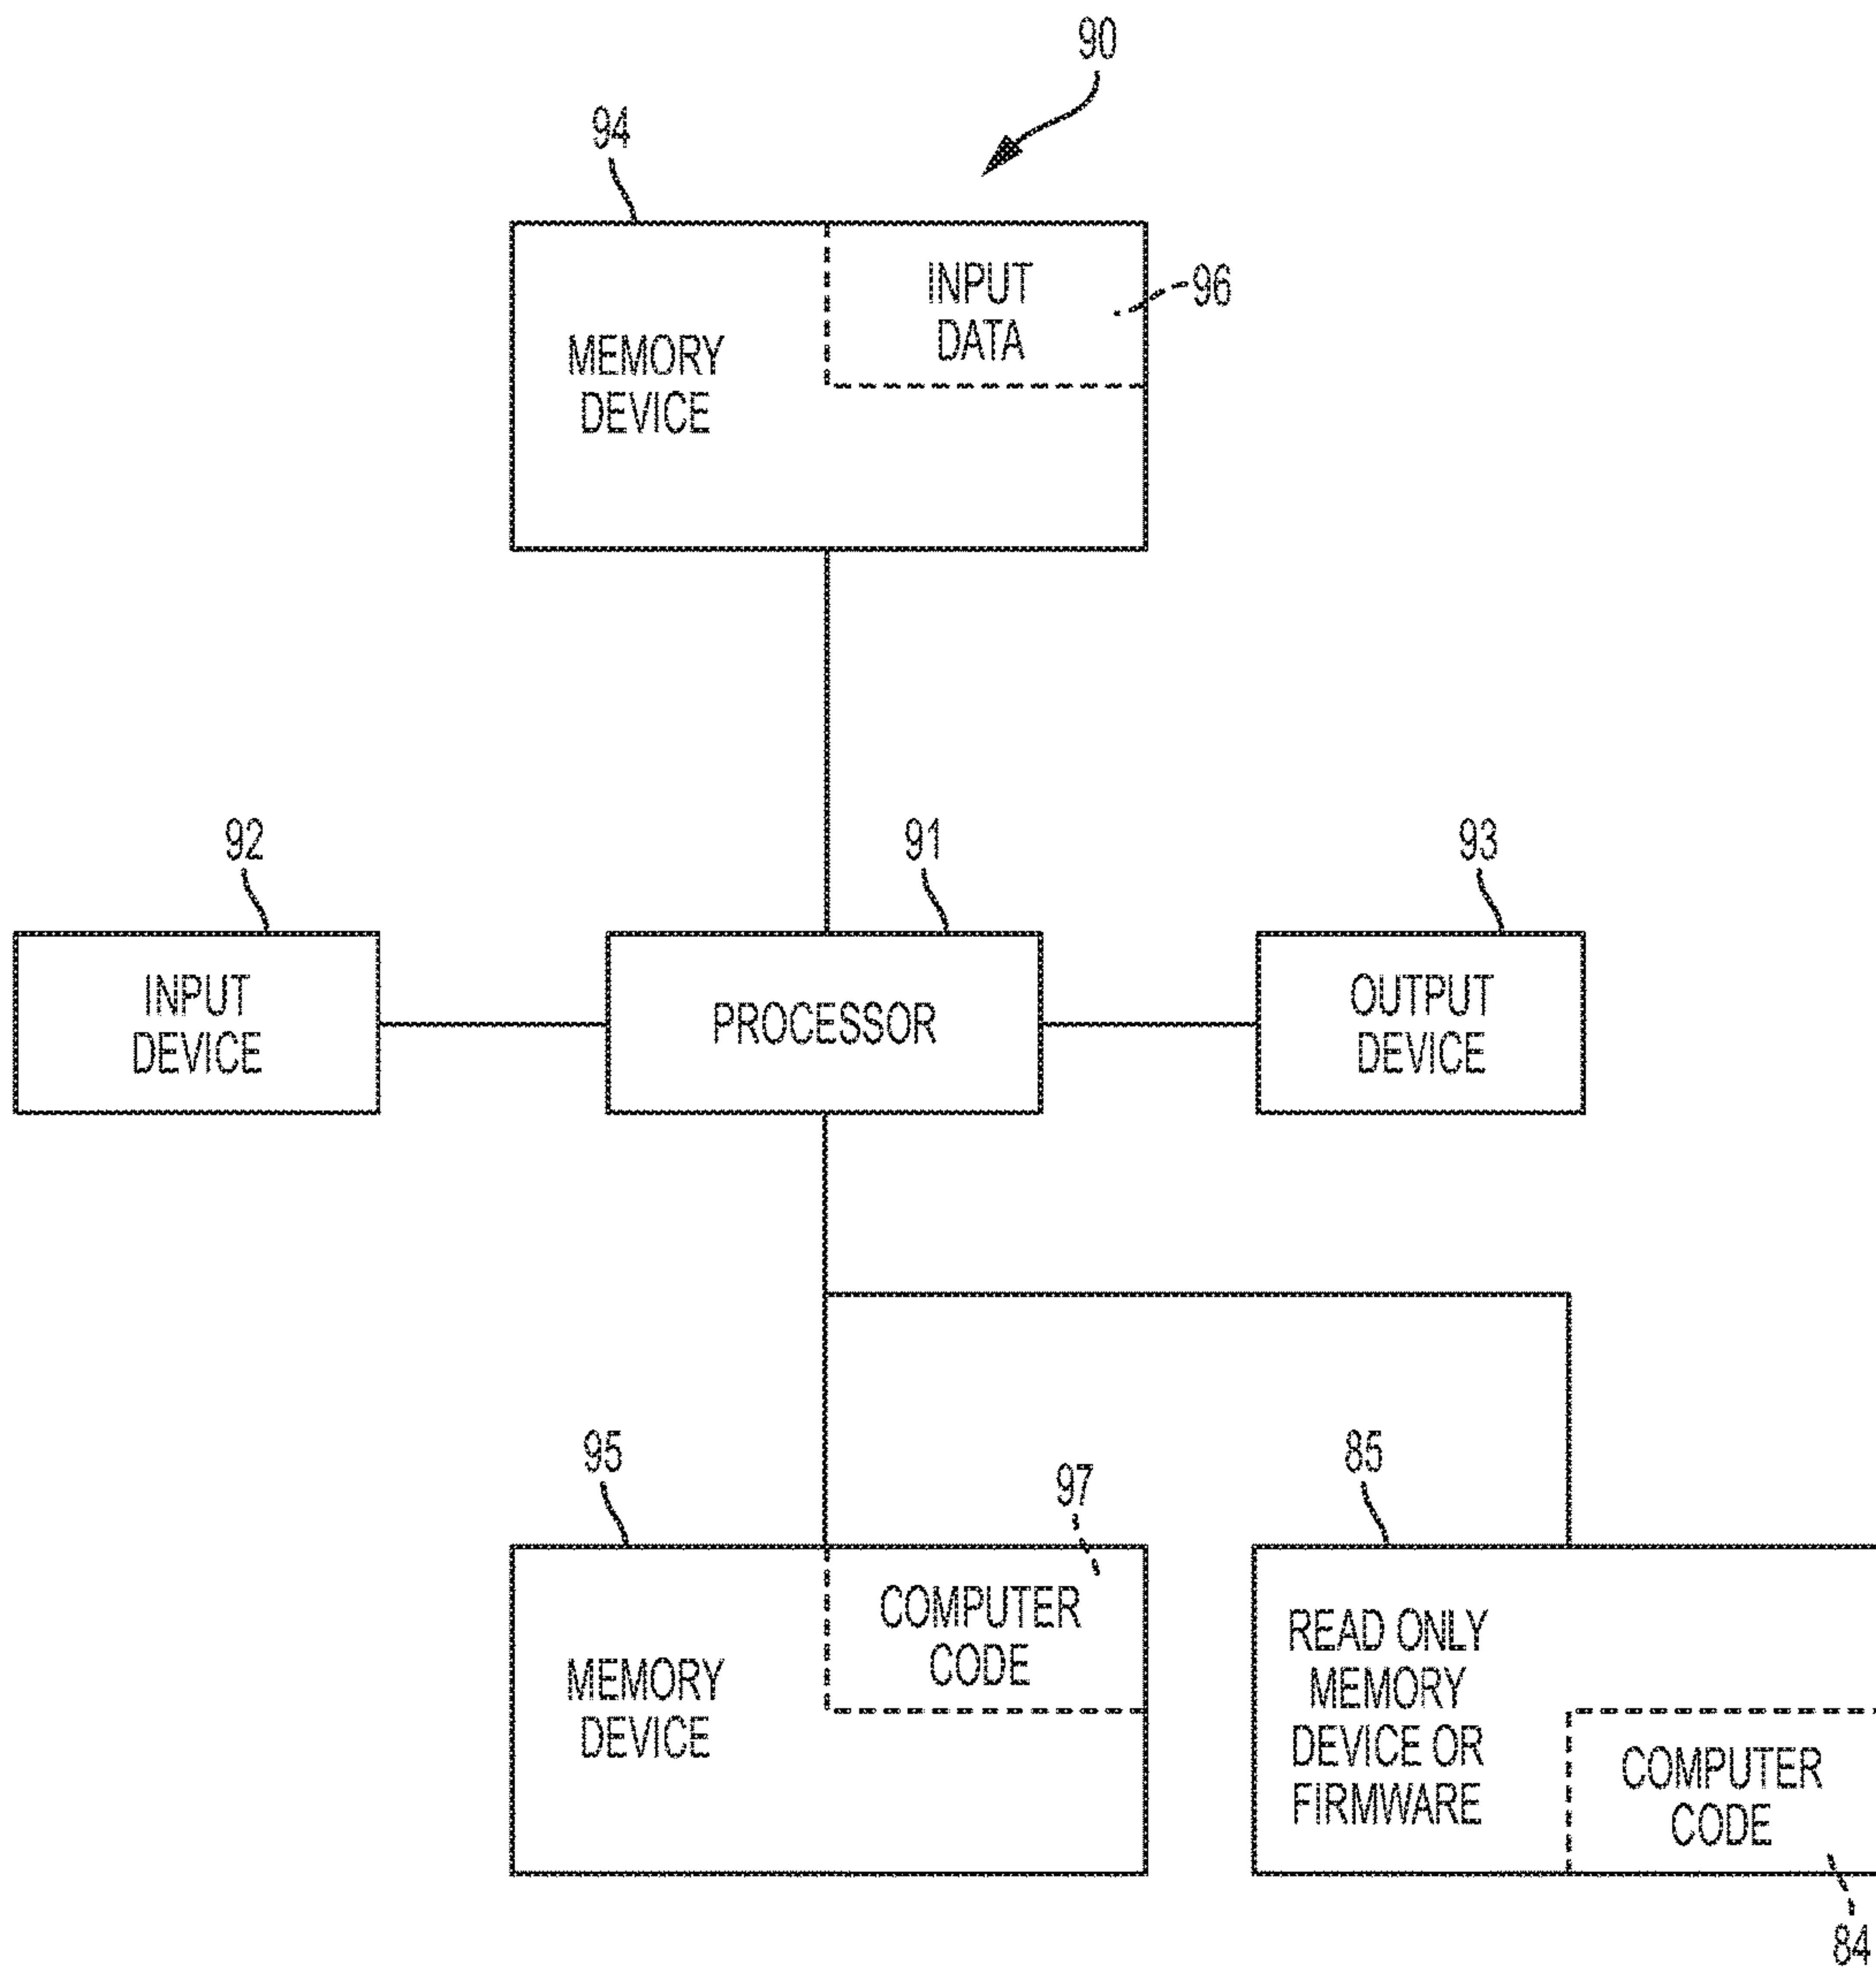 90
94
INPUT
DATA
96
MEMORY
DEVICE
92
91
93
INPUT
DEVICE
PROCESSOR
OUTPUT
DEVICE
95
97
85
COMPUTER
CODE
MEMORY
DEVICE
READ ONLY
MEMORY
DEVICE OR
FIRMWARE
COMPUTER
CODE
84